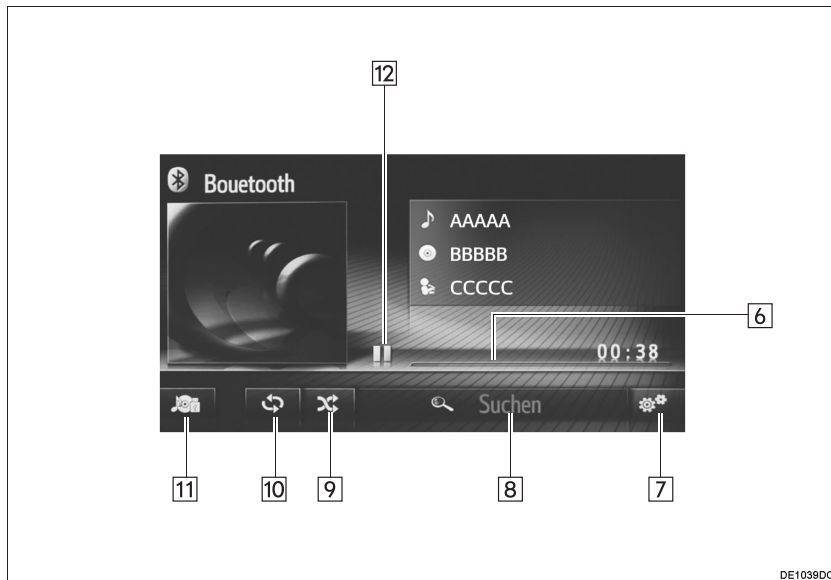 12
Bouetooth
AAAAA
BBBBB
CCCCC
6
00:38
Suchen
11
10
9
8
7
DE1039DC